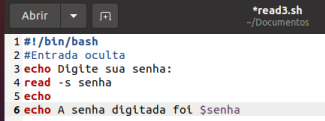 Abrir
*read3.sh
~/Documentos
1 #!/bin/bash
2 #Entrada oculta
3 echo Digite sua senha:
4 read -s senha
5 echo
6 echo A senha digitada foi $senha